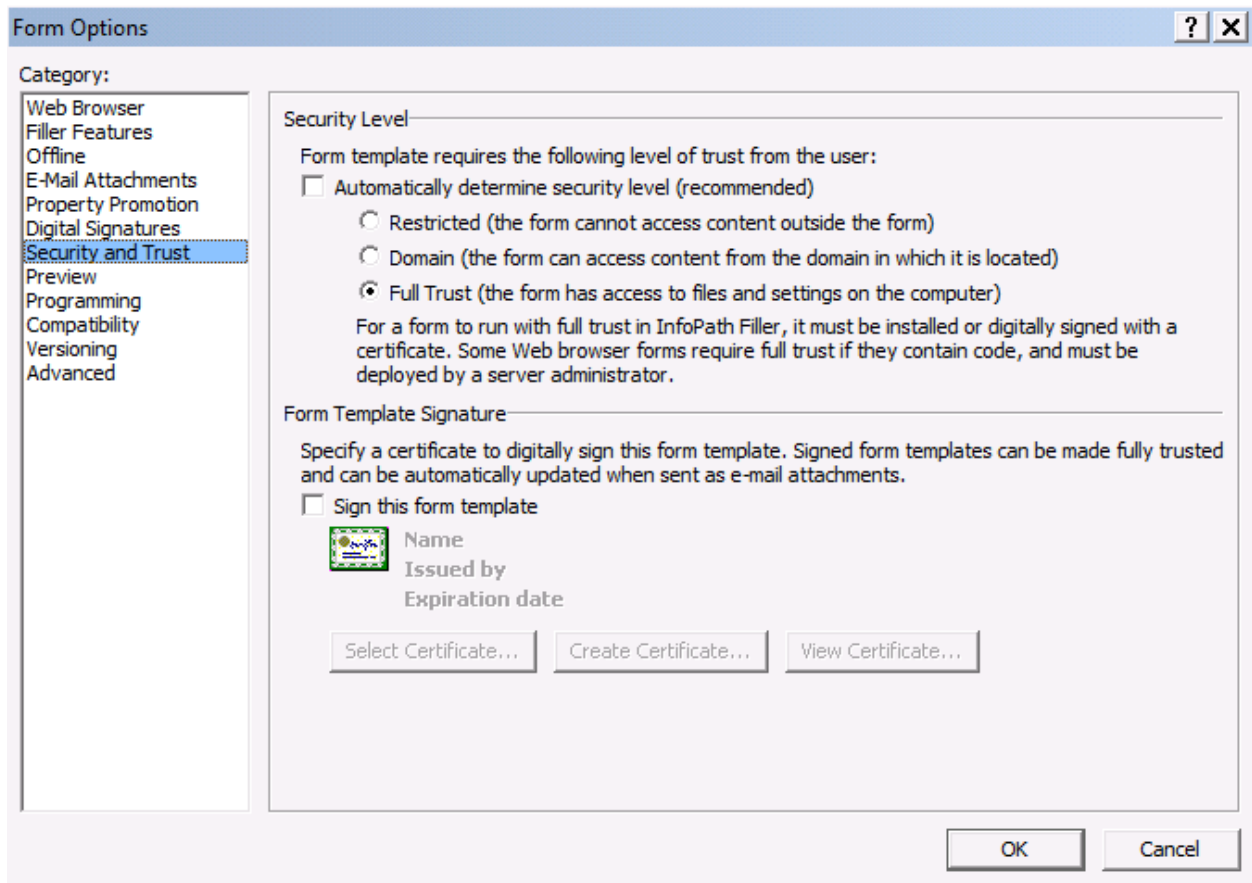 Form Options
Category:
Web Browser
Filler Features
Offline
E-Mail Attachments
Property Promotion
Digital Signatures
Security and Trust
Preview
Programming
Compatibility
Versioning
Advanced
Security Level
Form template requires the following level of trust from the user:
Automatically determine security level (recommended)
Restricted (the form cannot access content outside the form)
Domain (the form can access content from the domain in which it is located)
Full Trust (the form has access to files and settings on the computer)
For a form to run with full trust in InfoPath Filler, it must be installed or digitally signed with a
certificate. Some Web browser forms require full trust if they contain code, and must be
deployed by a server administrator.
Form Template Signature
Specify a certificate to digitally sign this form template. Signed form templates can be made fully trusted
and can be automatically updated when sent as e-mail attachments.
Sign this form template
Name
Issued by
Expiration date
Select Certificate...
Create Certificate...
View Certificate...
OK
Cancel